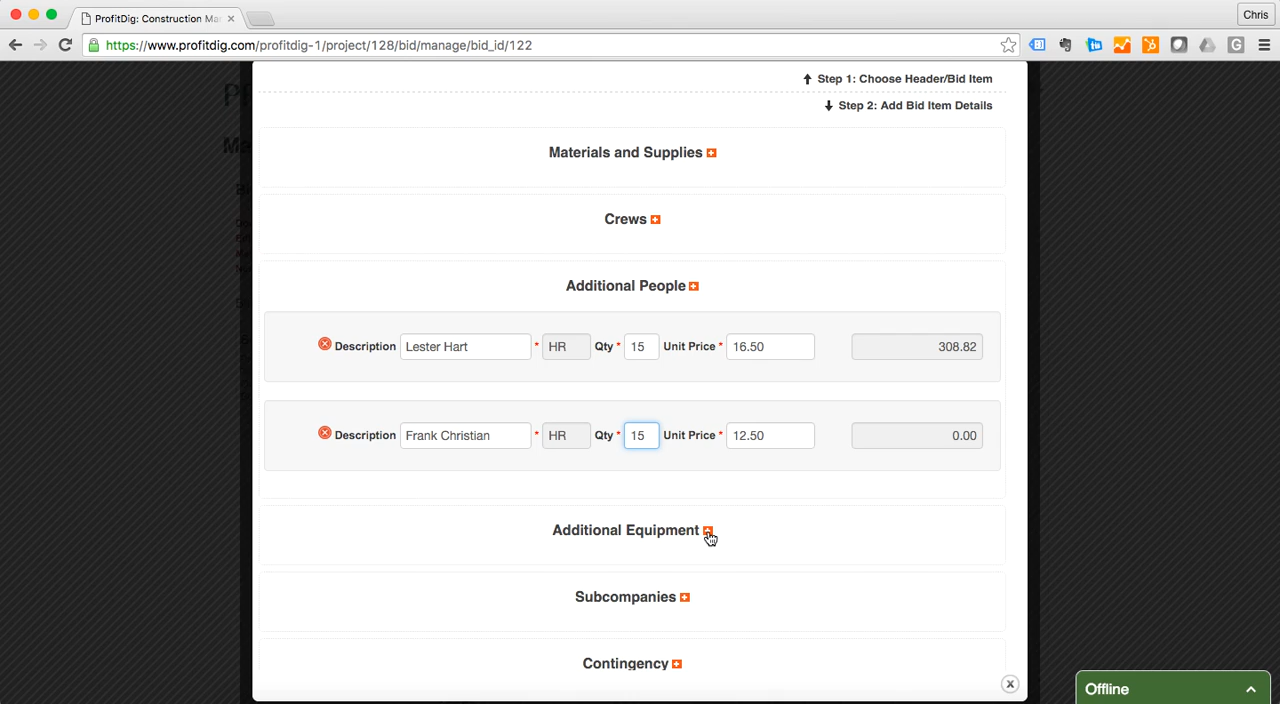 ProfitDig: Construction Ma
Chris
https://www.profitdig.com/profitdig-1/project/128/bid/manage/bid_id/122
Step 1: Choose Header/Bid Item
Step 2: Add Bid Item Details
Materials and Supplies
Crews
Additional People
Description Lester Hart * HR Qty * 15 Unit Price * 16.50 308.82
Description Frank Christian * HR Qty * 15 Unit Price * 12.50 0.00
Additional Equipment
Subcompanies
Contingency
Offline